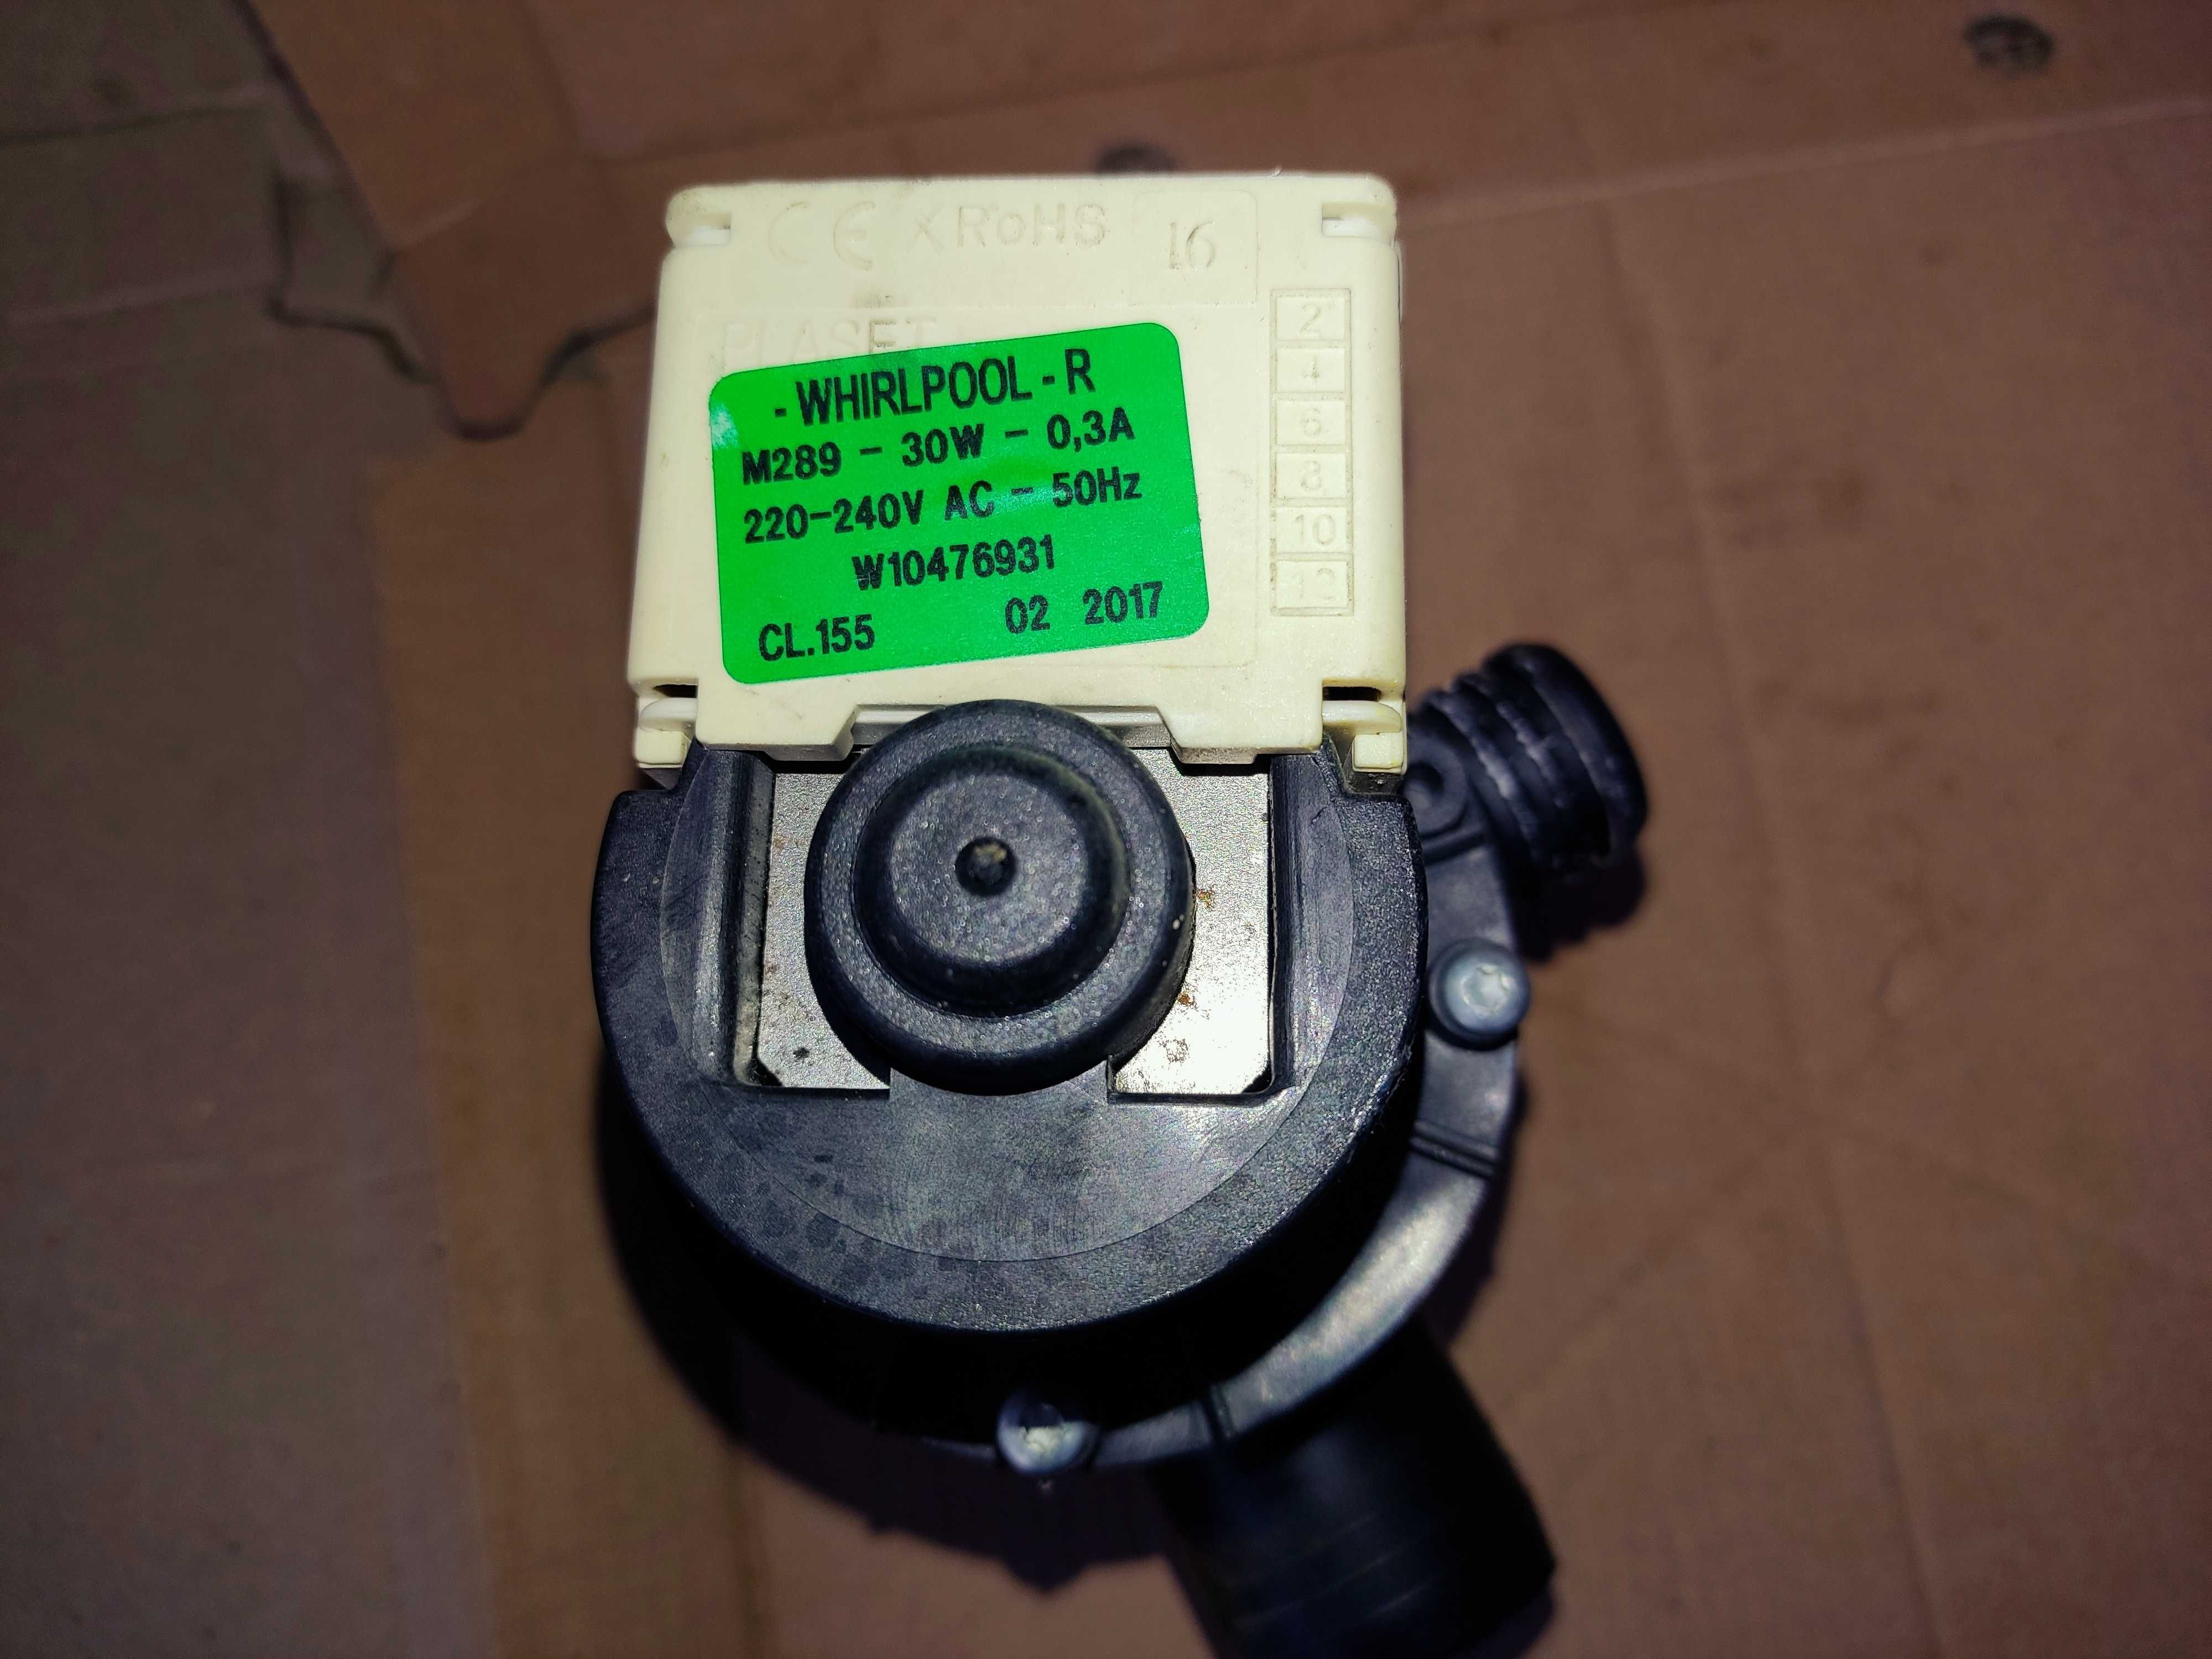 CE X RoHS 16
PLASET
- WHIRLPOOL - R
M289 - 30W - 0,3A
220-240V AC - 50Hz
W10476931
CL.155 02 2017
2
4
6
8
10
12